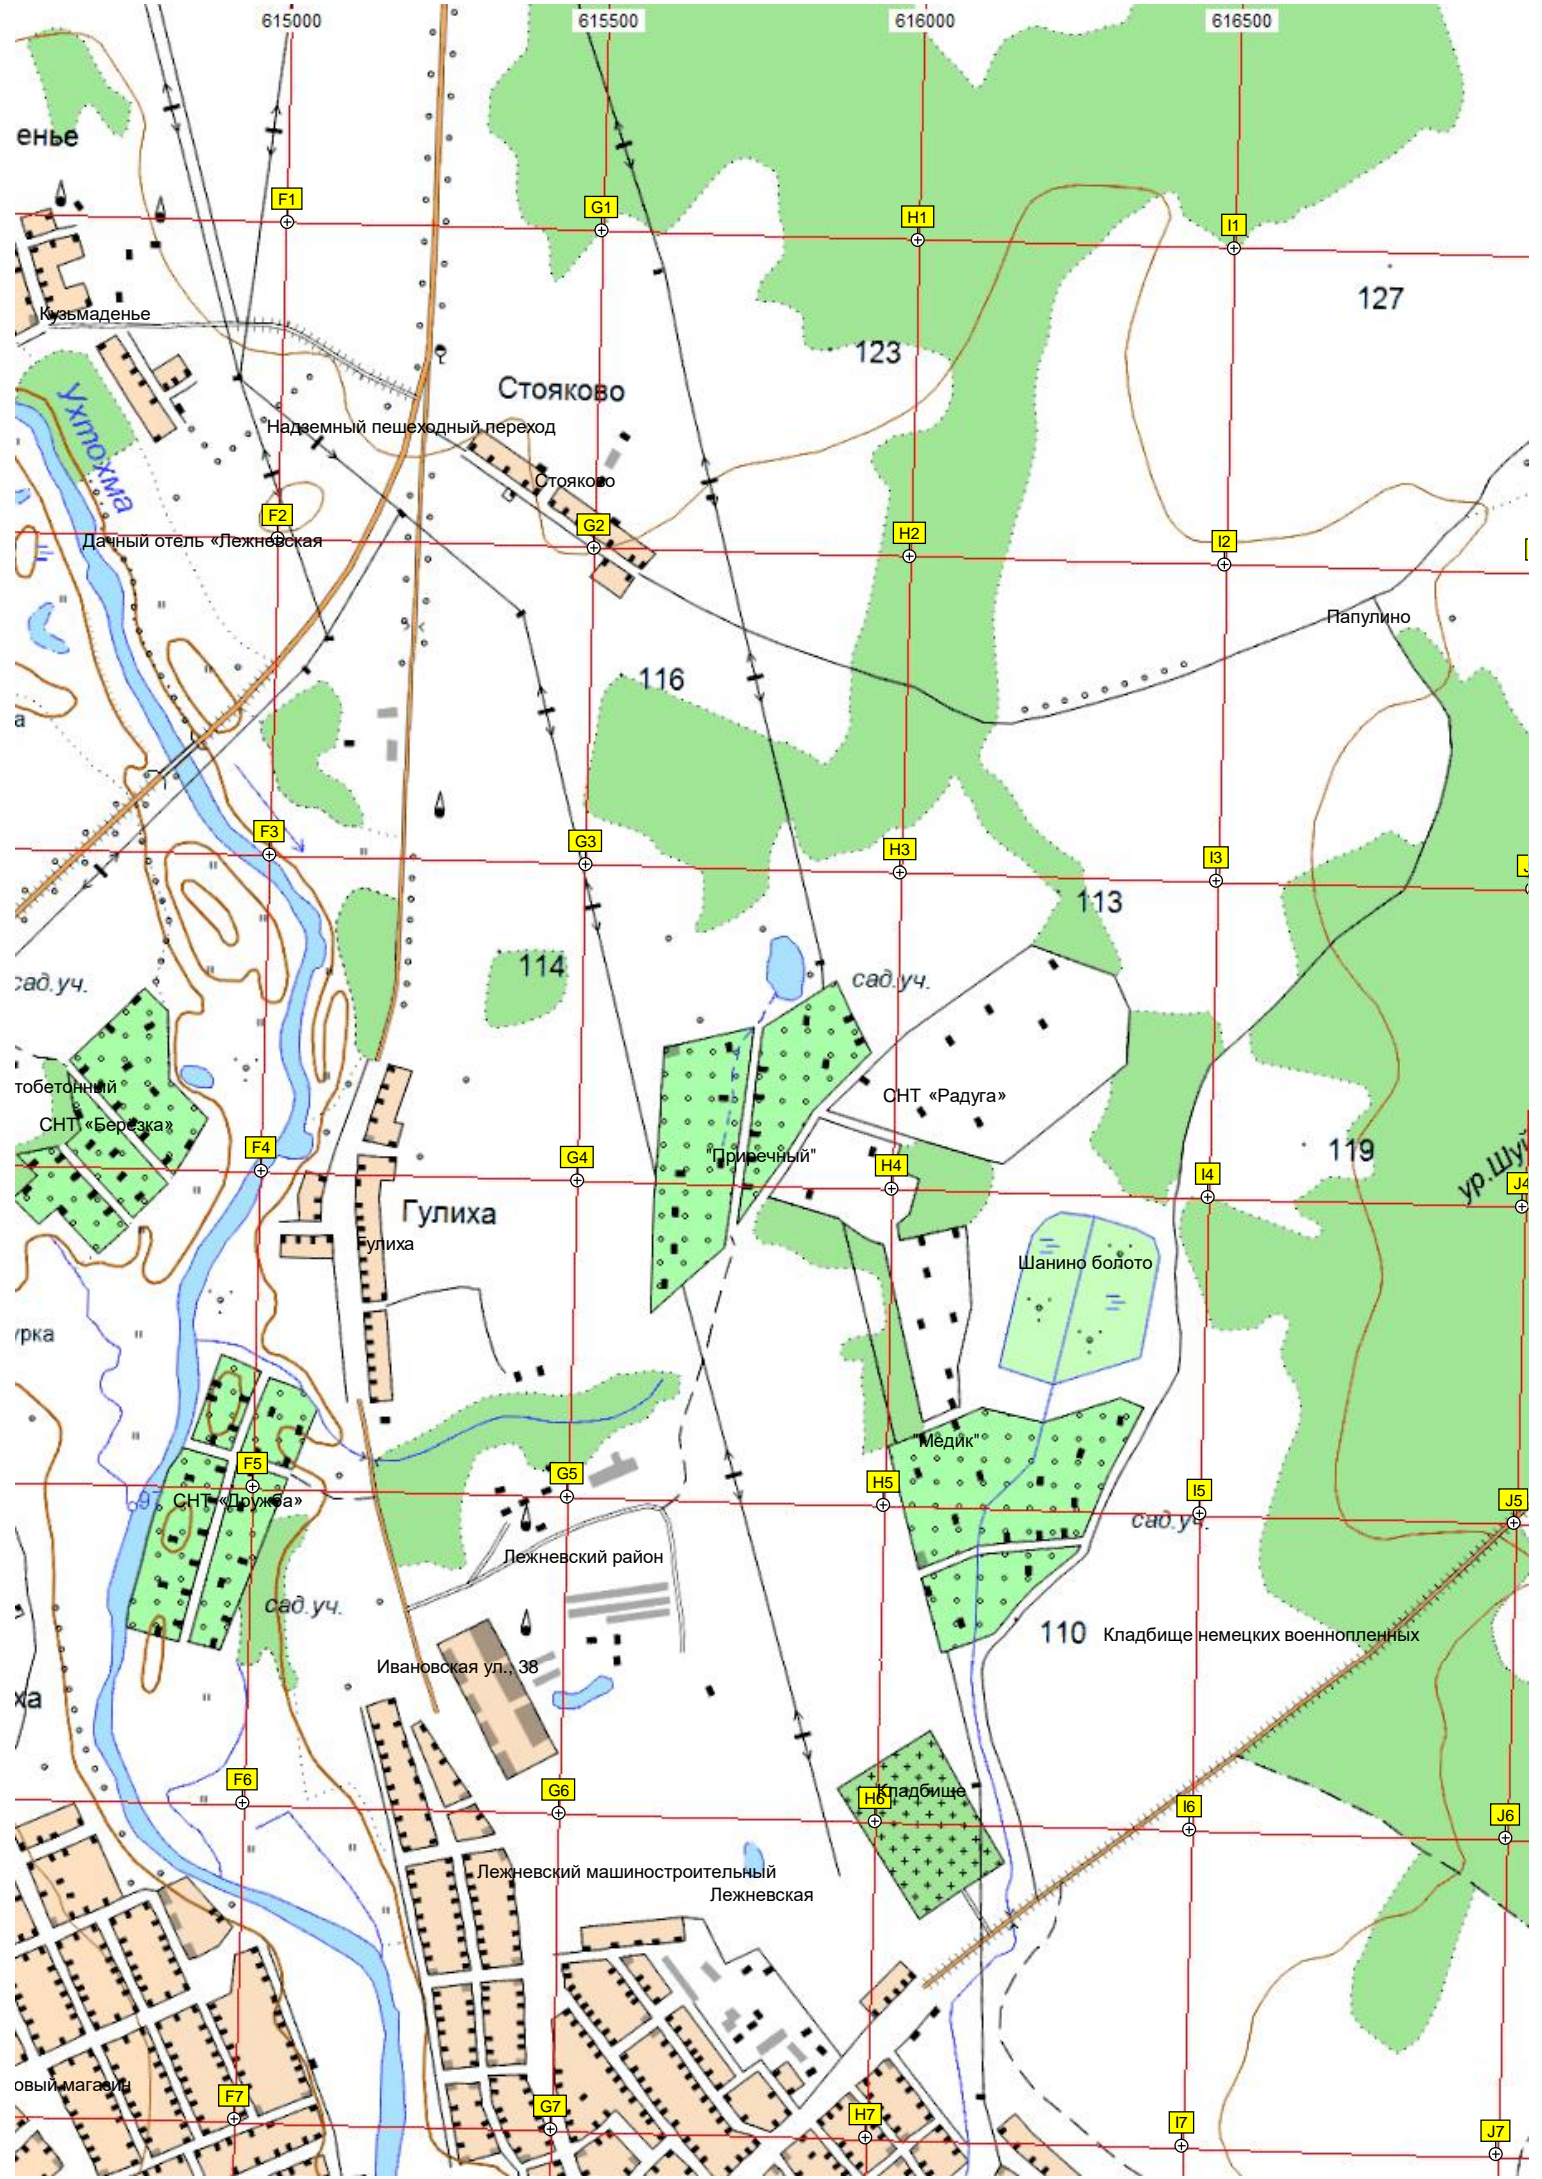 615000 615500 616000 616500
енье
F1 G1 H1 I1
127
Кузьмаденье
123
Стояково
Ухтохма
Надземный пешеходный переход
Стояково
F2 G2 H2 I2
Дачный отель «Лежневская
Папулино
116
а
F3 G3 H3 I3
113
114
сад.уч.
сад.уч.
тобетонный
СНТ «Березка»
СНТ «Радуга»
"Приречный"
119
ур.Шуй
F4 G4 H4 I4 J4
Гулиха
улиха
Шанино болото
урка
"Медик"
F5 G5 H5 I5 J5
97
СНТ «Дружба»
сад.уч.
Лежневский район
сад.уч.
110
Кладбище немецких военнопленных
Ивановская ул., 38
ха
F6 G6 H6 I6 J6
Кладбище
Лежневский машиностроительный
Лежневская
овый магазин
F7 G7 H7 I7 J7